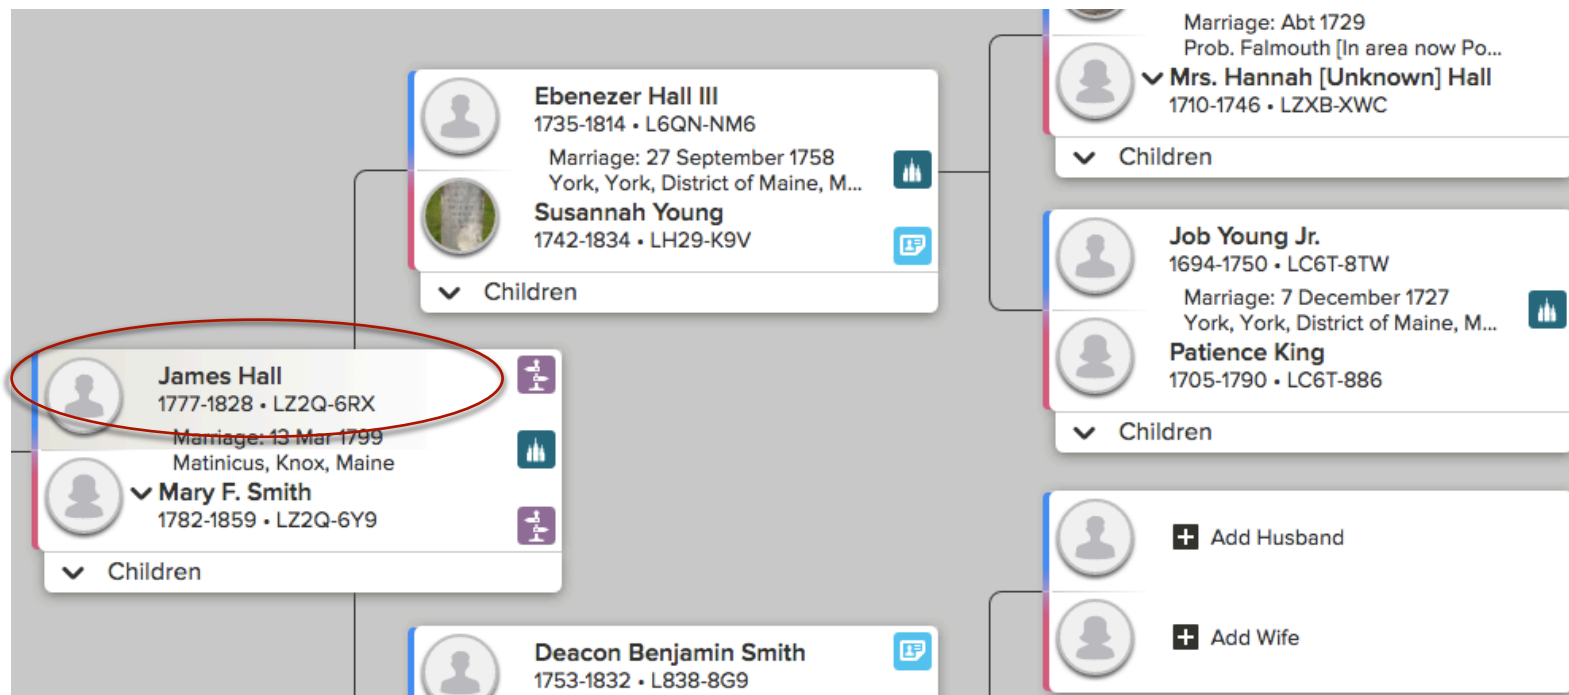 Marriage: Abt 1729
Prob. Falmouth [In area now Po...
Mrs. Hannah [Unknown] Hall
1710-1746 • LZXB-XWC
Children
Ebenezer Hall III
1735-1814 • L6QN-NM6
Marriage: 27 September 1758
York, York, District of Maine, M...
Susannah Young
1742-1834 • LH29-K9V
Children
Job Young Jr.
1694-1750 • LC6T-8TW
Marriage: 7 December 1727
York, York, District of Maine, M...
Patience King
1705-1790 • LC6T-886
Children
James Hall
1777-1828 • LZ2Q-6RX
Marriage: 13 Mar 1799
Matinicus, Knox, Maine
Mary F. Smith
1782-1859 • LZ2Q-6Y9
Children
Add Husband
Add Wife
Deacon Benjamin Smith
1753-1832 • L838-8G9